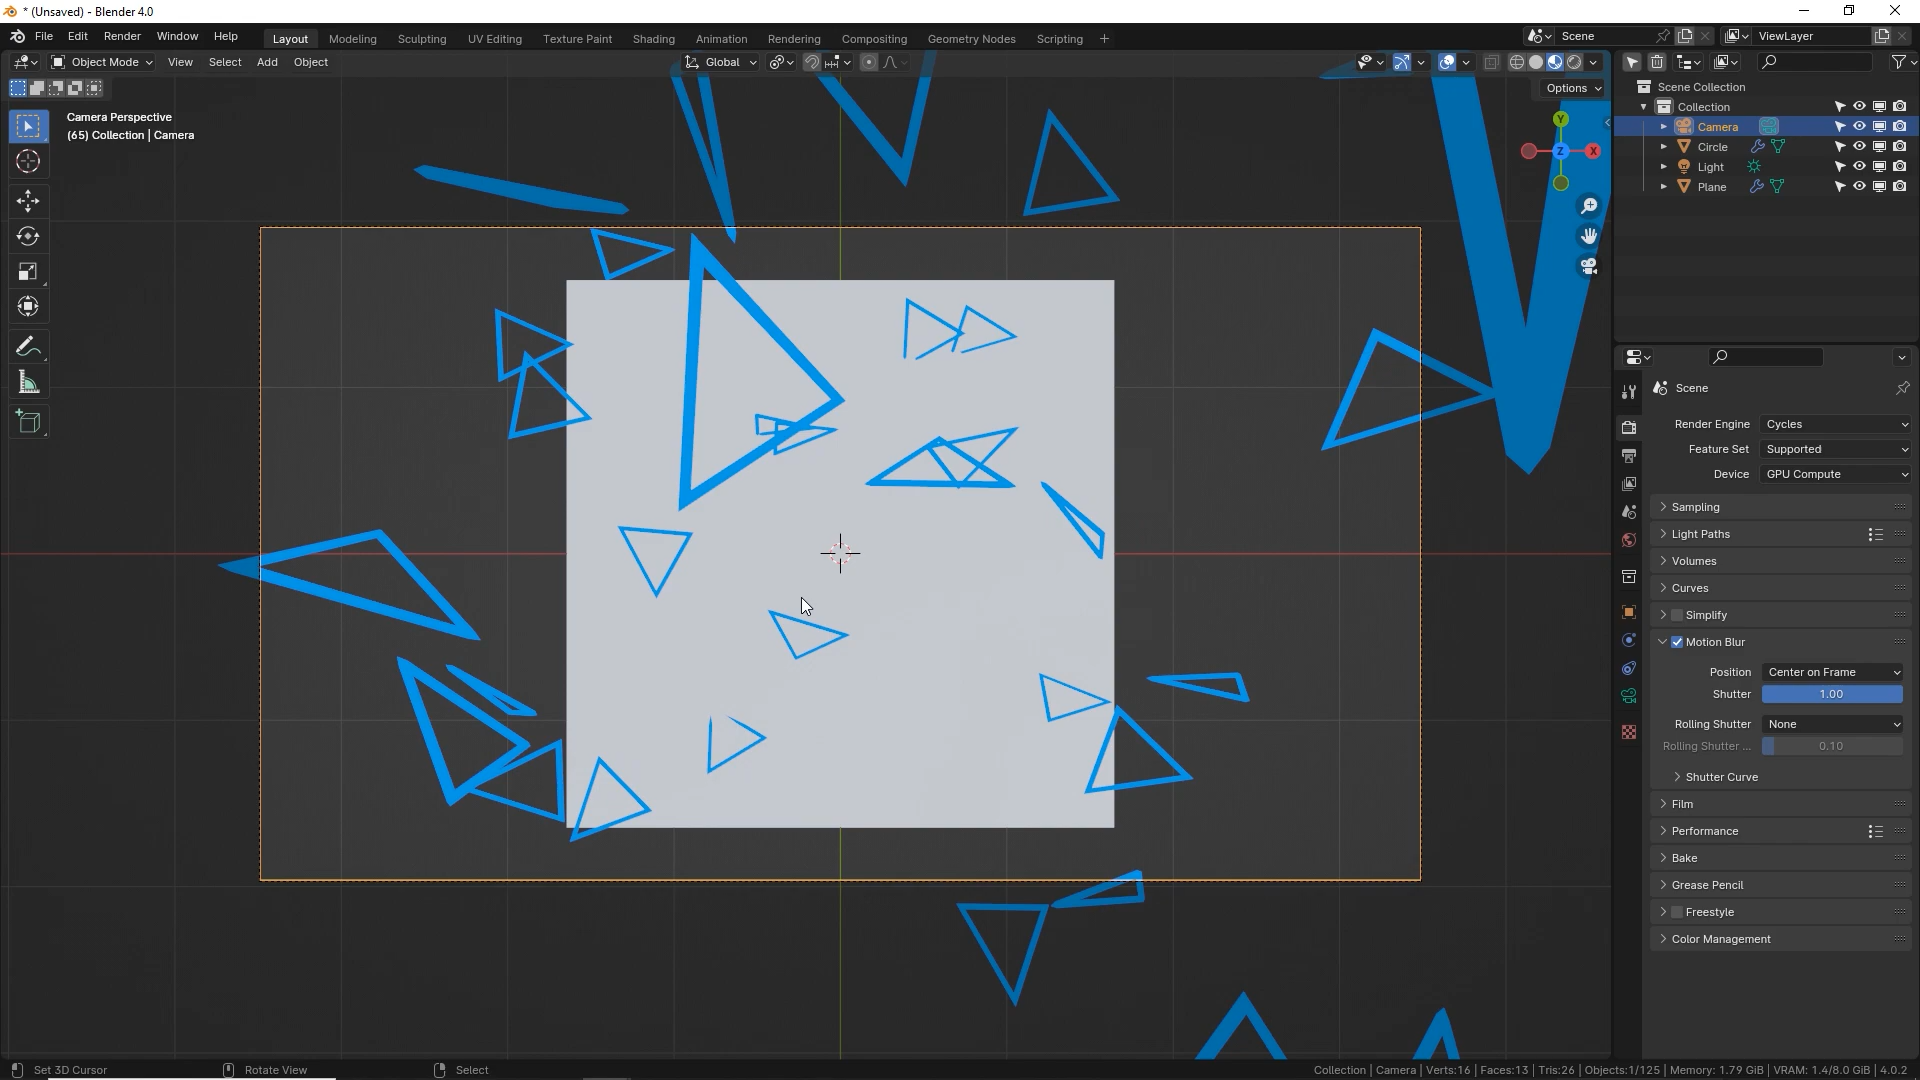 * (Unsaved) - Blender 4.0
File Edit Render Window Help Layout Modeling Sculpting UV Editing Texture Paint Shading Animation Rendering Compositing Geometry Nodes Scripting + Scene ViewLayer
Object Mode View Select Add Object Global
Options
Camera Perspective
(65) Collection | Camera
Y
Z
X
Scene Collection
Collection
Camera
Circle
Light
Plane
Scene
Render Engine Cycles
Feature Set Supported
Device GPU Compute
Sampling
Light Paths
Volumes
Curves
Simplify
Motion Blur
Position Center on Frame
Shutter 1.00
Rolling Shutter None
Rolling Shutter ... 0.10
Shutter Curve
Film
Performance
Bake
Grease Pencil
Freestyle
Color Management
Set 3D Cursor Rotate View Select Collection | Camera | Verts:16 | Faces:13 | Tris:26 | Objects:1/125 | Memory: 1.79 GiB | VRAM: 1.4/8.0 GiB | 4.0.2